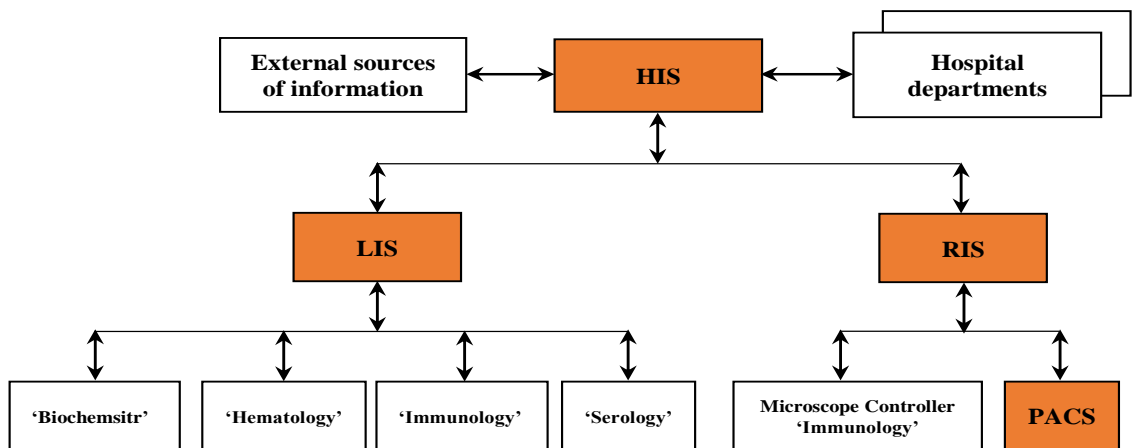 External sources
of information
HIS
Hospital
departments
LIS
RIS
‘Biochemsitr’
‘Hematology’
‘Immunology’
‘Serology’
Microscope Controller
‘Immunology’
PACS